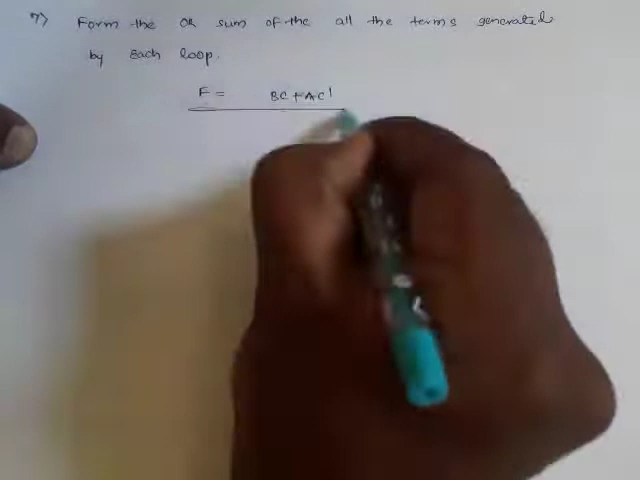 7) Form the OR sum of the all the terms generated
by each loop.
F = BC + AC'